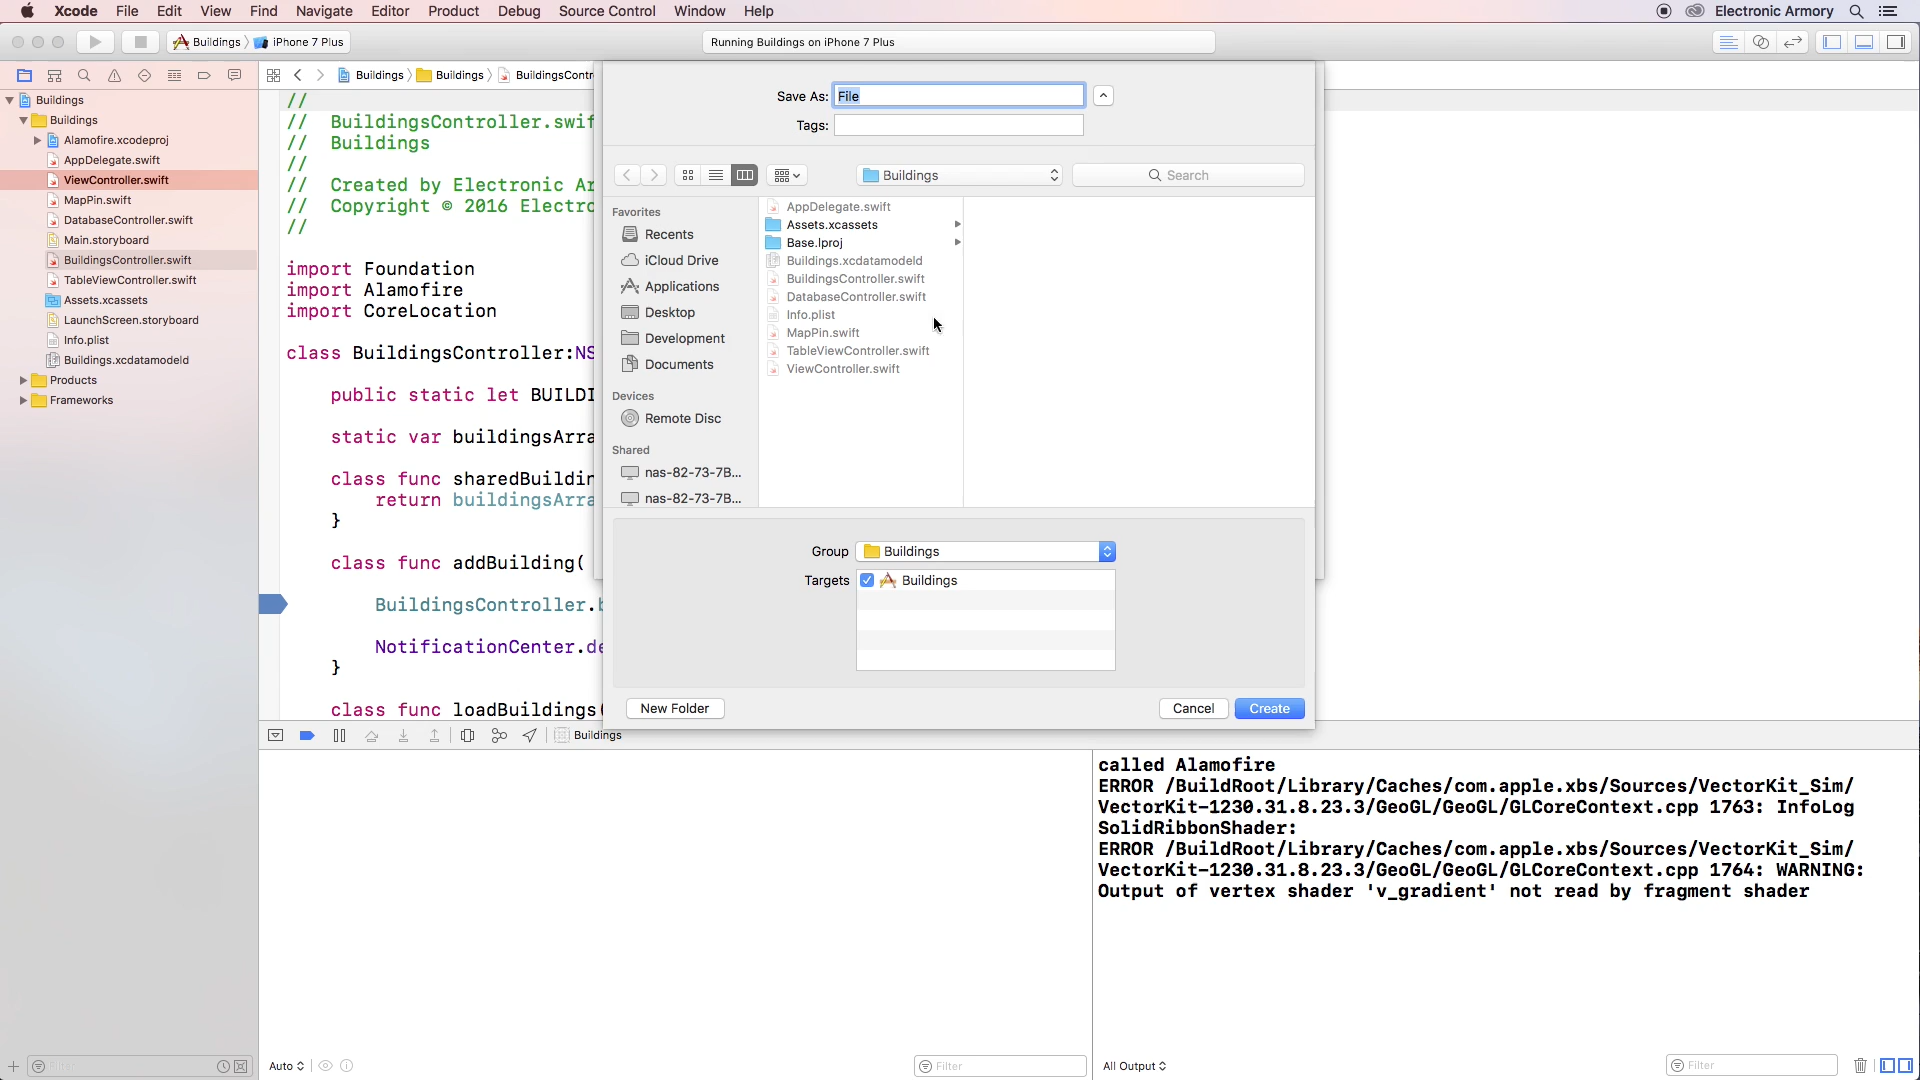 Xcode File Edit View Find Navigate Editor Product Debug Source Control Window Help Electronic Armory
Buildings iPhone 7 Plus Running Buildings on iPhone 7 Plus
Buildings Buildings BuildingsContr
Buildings
Buildings
Alamofire.xcodeproj
AppDelegate.swift
ViewController.swift
MapPin.swift
DatabaseController.swift
Main.storyboard
BuildingsController.swift
TableViewController.swift
Assets.xcassets
LaunchScreen.storyboard
Info.plist
Buildings.xcdatamodeld
Products
Frameworks
Filter
//
// BuildingsController.swif
// Buildings
//
// Created by Electronic Ar
// Copyright © 2016 Electro
//
import Foundation
import Alamofire
import CoreLocation
class BuildingsController:NS
public static let BUILDI
static var buildingsArra
class func sharedBuildin
return buildingsArra
}
class func addBuilding(
BuildingsController.b
NotificationCenter.de
}
class func loadBuildings(
Save As: File
Tags:
Buildings
Search
Favorites
Recents
iCloud Drive
Applications
Desktop
Development
Documents
Devices
Remote Disc
Shared
nas-82-73-7B...
nas-82-73-7B...
AppDelegate.swift
Assets.xcassets
Base.lproj
Buildings.xcdatamodeld
BuildingsController.swift
DatabaseController.swift
Info.plist
MapPin.swift
TableViewController.swift
ViewController.swift
Group Buildings
Targets Buildings
New Folder Cancel Create
Buildings
called Alamofire
ERROR /BuildRoot/Library/Caches/com.apple.xbs/Sources/VectorKit_Sim/
VectorKit-1230.31.8.23.3/GeoGL/GeoGL/GLCoreContext.cpp 1763: InfoLog
SolidRibbonShader:
ERROR /BuildRoot/Library/Caches/com.apple.xbs/Sources/VectorKit_Sim/
VectorKit-1230.31.8.23.3/GeoGL/GeoGL/GLCoreContext.cpp 1764: WARNING:
Output of vertex shader 'v_gradient' not read by fragment shader
Auto Filter All Output Filter